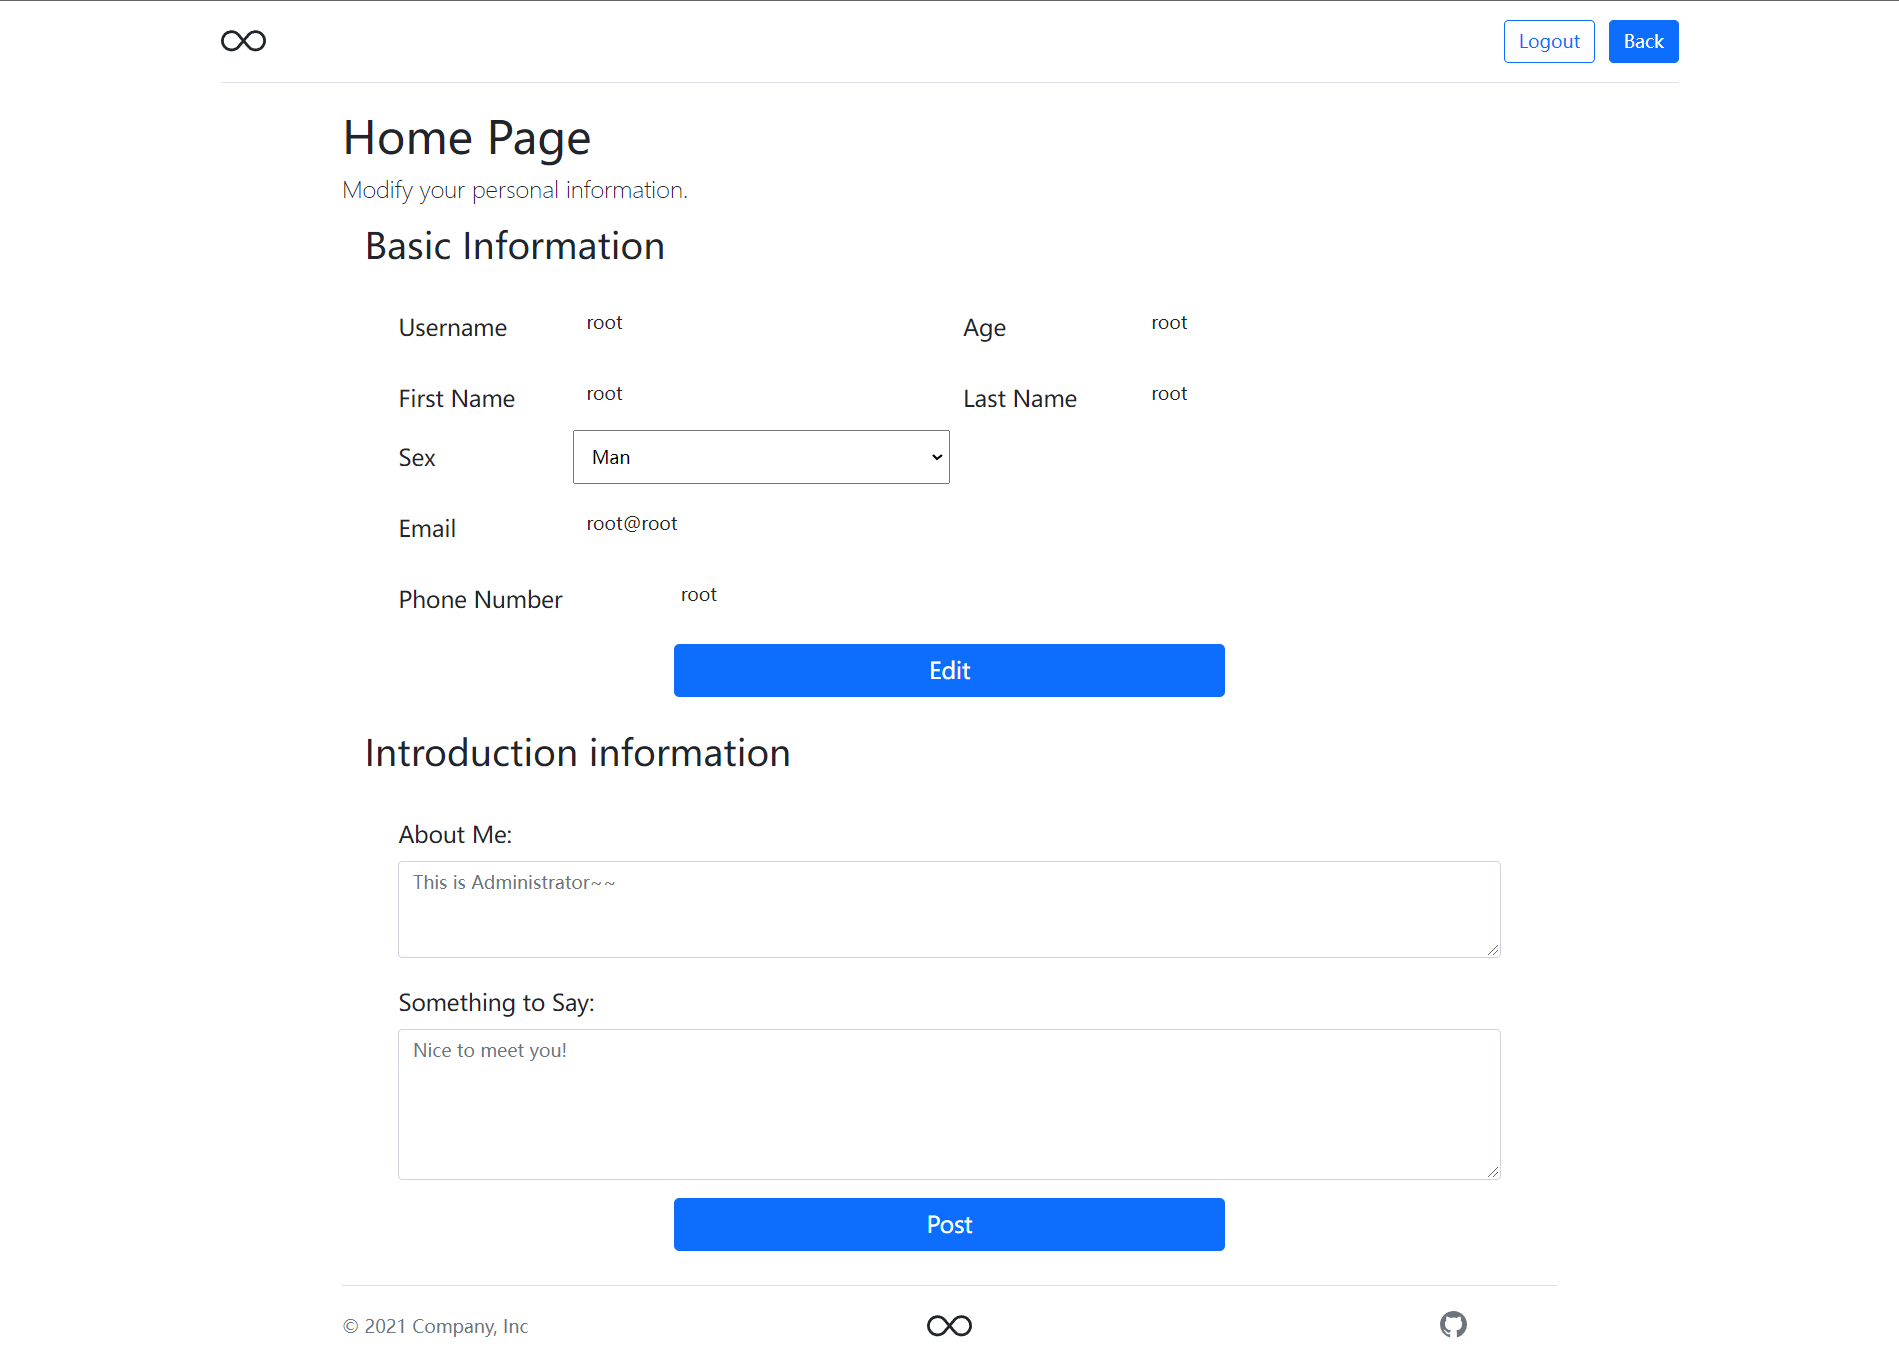 Logout Back
Home Page
Modify your personal information.
Basic Information
Username root Age root
First Name root Last Name root
Sex Man
Email root@root
Phone Number root
Edit
Introduction information
About Me:
This is Administrator~~
Something to Say:
Nice to meet you!
Post
© 2021 Company, Inc